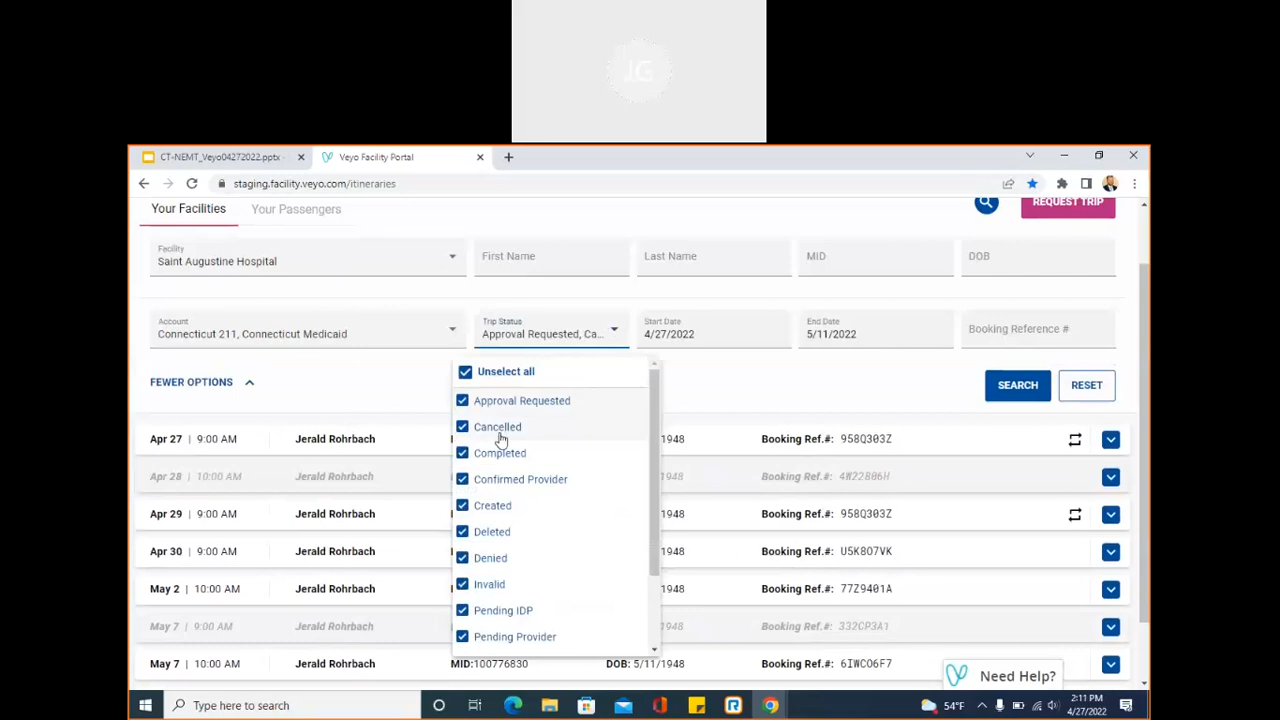 JG
CT-NEMT_Veyo04272022.pptx
Veyo Facility Portal
staging.facility.veyo.com/itineraries
Your Facilities
Your Passengers
REQUEST TRIP
Facility
Saint Augustine Hospital
First Name
Last Name
MID
DOB
Account
Connecticut 211, Connecticut Medicaid
Trip Status
Approval Requested, Ca...
Start Date
4/27/2022
End Date
5/11/2022
Booking Reference #
FEWER OPTIONS
SEARCH
RESET
Unselect all
Approval Requested
Cancelled
Completed
Confirmed Provider
Created
Deleted
Denied
Invalid
Pending IDP
Pending Provider
Apr 27 | 9:00 AM Jerald Rohrbach 1948 Booking Ref.#: 958Q303Z
Apr 28 | 10:00 AM Jerald Rohrbach 1948 Booking Ref.#: 4W22806H
Apr 29 | 9:00 AM Jerald Rohrbach 1948 Booking Ref.#: 958Q303Z
Apr 30 | 9:00 AM Jerald Rohrbach 1948 Booking Ref.#: U5K8O7VK
May 2 | 10:00 AM Jerald Rohrbach 1948 Booking Ref.#: 77Z9401A
May 7 | 9:00 AM Jerald Rohrbach 1948 Booking Ref.#: 332CP3A1
May 7 | 10:00 AM Jerald Rohrbach MID:100776830 DOB: 5/11/1948 Booking Ref.#: 6IWCO6F7
Need Help?
Type here to search
54°F
2:11 PM
4/27/2022